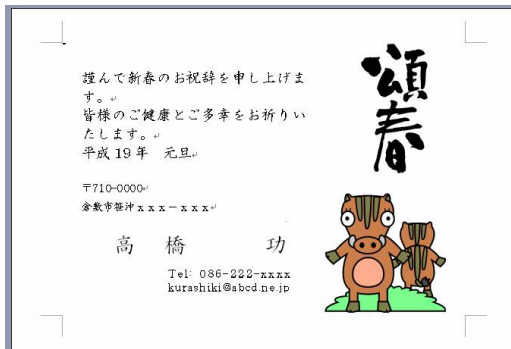 頌春
謹んで新春のお祝辞を申し上げま
す。
皆様のご健康とご多幸をお祈りい
たします。
平成19年　元旦
〒710-0000
倉敷市笹沖ｘｘｘ－ｘｘｘ
高　橋　　功
Tel: 086-222-xxxx
kurashiki@abcd.ne.jp